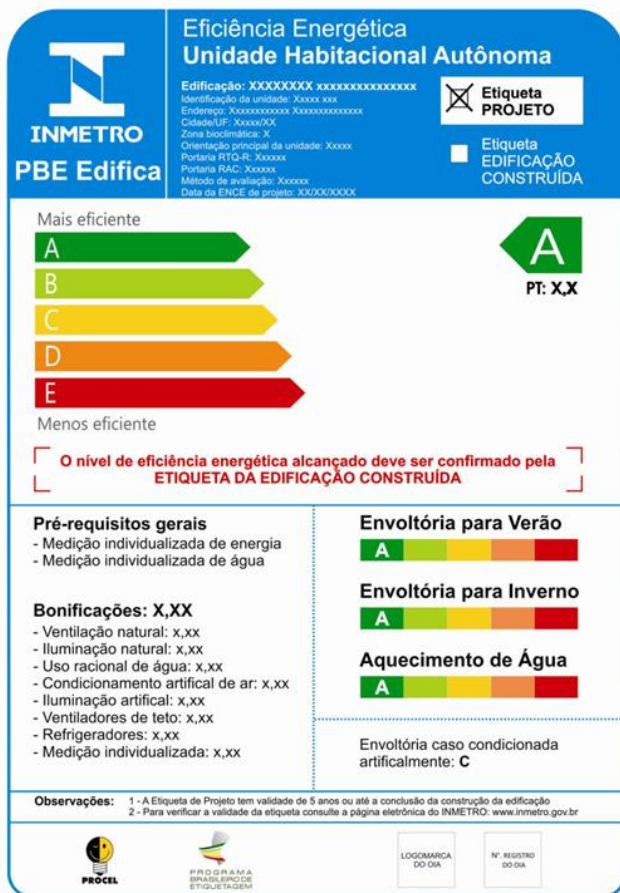 Eficiência Energética
Unidade Habitacional Autônoma
Edificação: XXXXXXXX xxxxxxxxxxxxxxx
Identificação da unidade: Xxxxx xxx
Endereço: Xxxxxxxxxxxx Xxxxxxxxxxxxxx
Cidade/UF: Xxxxx/XX
Zona bioclimática: X
Orientação principal da unidade: Xxxxx
Portaria RTQ-R: Xxxxxx
Portaria RAC: Xxxxxx
Método de avaliação: Xxxxxx
Data da ENCE de projeto: XX/XX/XXXX
INMETRO
PBE Edifica
Etiqueta
PROJETO
Etiqueta
EDIFICAÇÃO
CONSTRUÍDA
Mais eficiente
A
B
C
D
E
Menos eficiente
A
PT: X,X
O nível de eficiência energética alcançado deve ser confirmado pela
ETIQUETA DA EDIFICAÇÃO CONSTRUÍDA
Pré-requisitos gerais
- Medição individualizada de energia
- Medição individualizada de água
Bonificações: X,XX
- Ventilação natural: x,xx
- Iluminação natural: x,xx
- Uso racional de água: x,xx
- Condicionamento artifical de ar: x,xx
- Iluminação artifical: x,xx
- Ventiladores de teto: x,xx
- Refrigeradores: x,xx
- Medição individualizada: x,xx
Envoltória para Verão
A
Envoltória para Inverno
A
Aquecimento de Água
A
Envoltória caso condicionada
artificalmente: C
Observações: 1 - A Etiqueta de Projeto tem validade de 5 anos ou até a conclusão da construção da edificação
2 - Para verificar a validade da etiqueta consulte a página eletrônica do INMETRO: www.inmetro.gov.br
PROCEL
PROGRAMA
BRASILEIRO DE
ETIQUETAGEM
LOGOMARCA
DO OIA
N°. REGISTRO
DO OIA